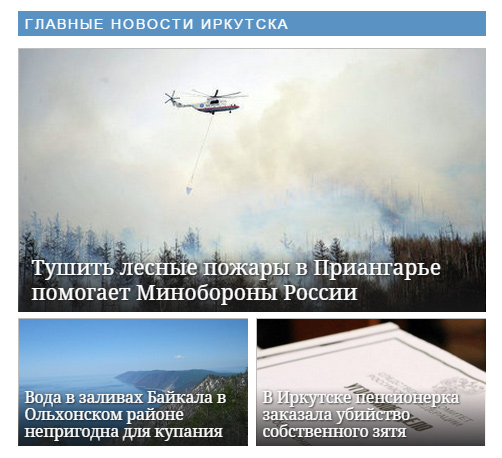 ГЛАВНЫЕ НОВОСТИ ИРКУТСКА
Тушить лесные пожары в Приангарье
помогает Минобороны России
Вода в заливах Байкала в
Ольхонском районе
непригодна для купания
В Иркутске пенсионерка
заказала убийство
собственного зятя